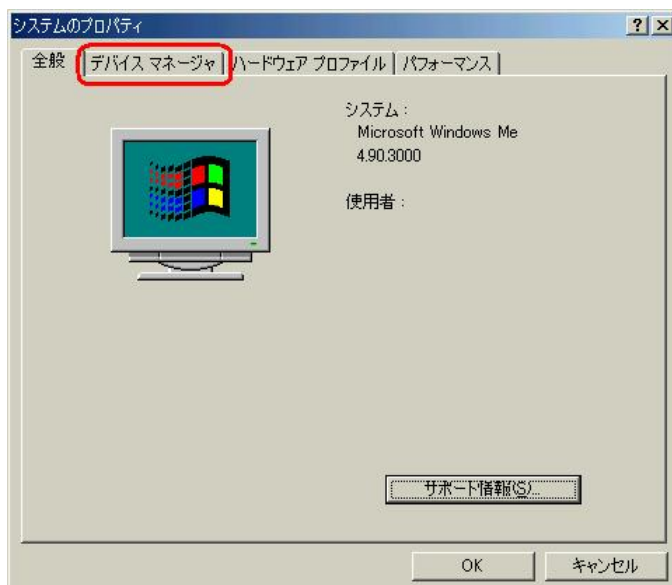 システムのプロパティ
全般 デバイス マネージャ ハードウェア プロファイル パフォーマンス
システム:
Microsoft Windows Me
4.90.3000
使用者:
サポート情報(S)...
OK キャンセル